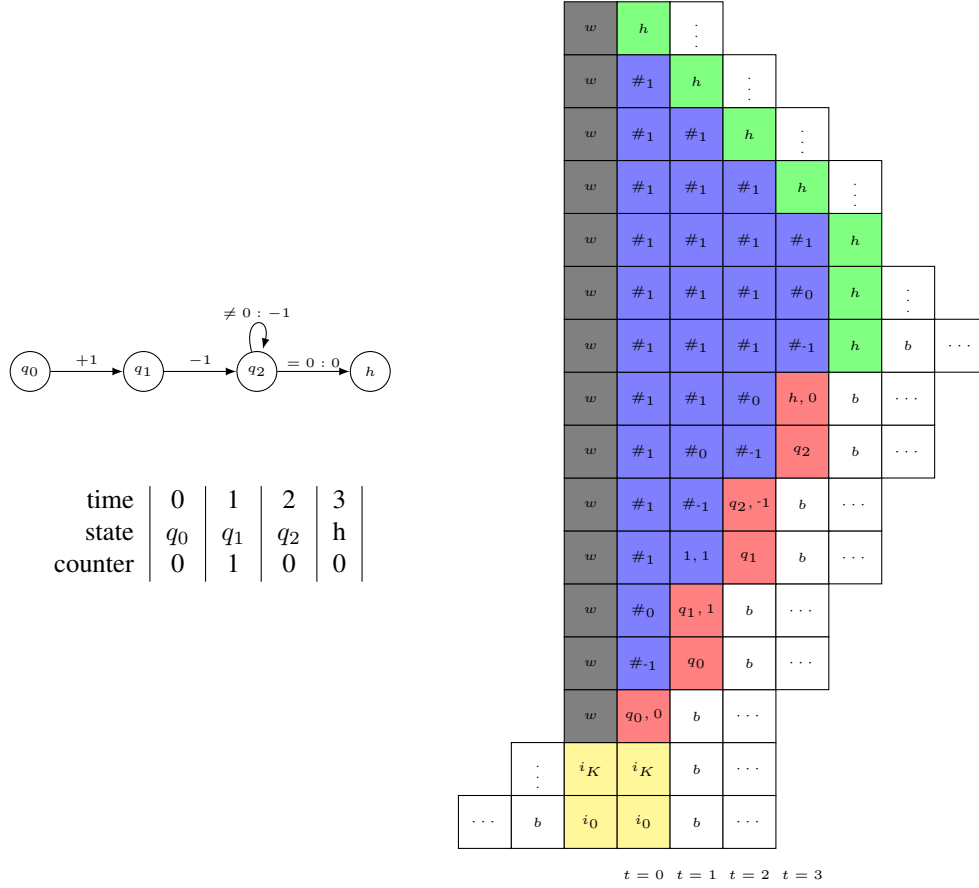 ≠ 0 : −1
q₀ +1 q₁ −1 q₂ = 0 : 0 h
time 0 1 2 3
state q₀ q₁ q₂ h
counter 0 1 0 0
w h ⋮
w #₁ h ⋮
w #₁ #₁ h ⋮
w #₁ #₁ #₁ h ⋮
w #₁ #₁ #₁ #₁ h
w #₁ #₁ #₁ #₀ h ⋮
w #₁ #₁ #₁ #₋₁ h b ···
w #₁ #₁ #₀ h, 0 b ···
w #₁ #₀ #₋₁ q₂ b ···
w #₁ #₋₁ q₂, -1 b ···
w #₁ 1, 1 q₁ b ···
w #₀ q₁, 1 b ···
w #₋₁ q₀ b ···
w q₀, 0 b ···
⋮ i_K i_K b ···
··· b i₀ i₀ b ···
t = 0 t = 1 t = 2 t = 3